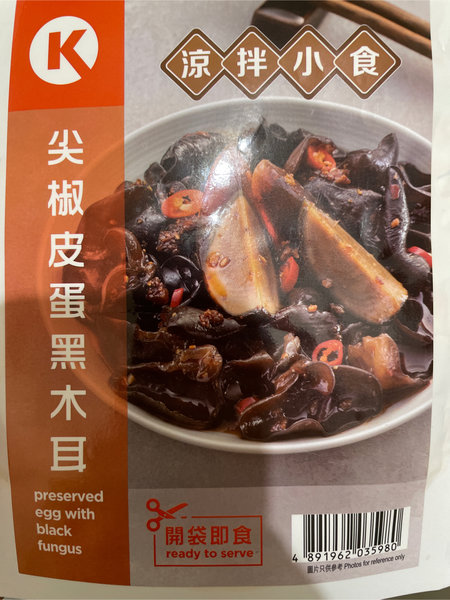 K
涼拌小食
尖椒皮蛋黑木耳
preserved
egg with
black
fungus
開袋即食
ready to serve
4 891962 035980
圖片只供參考 Photos for reference only